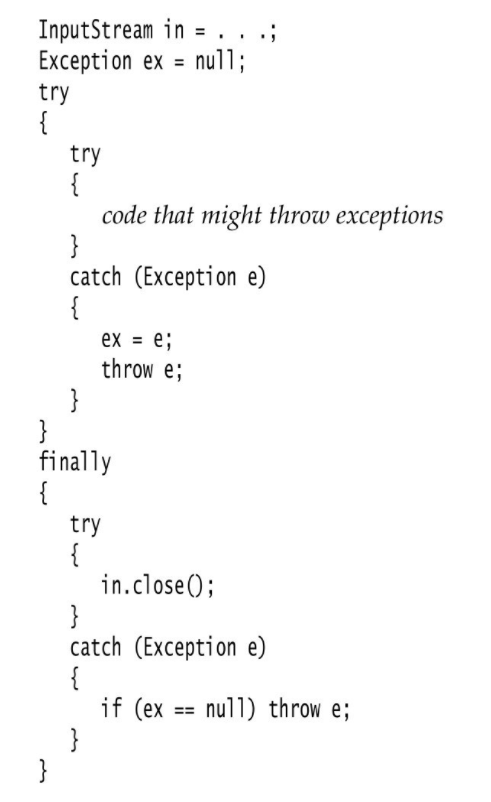 InputStream in = . . .;
Exception ex = null;
try
{
   try
   {
      code that might throw exceptions
   }
   catch (Exception e)
   {
      ex = e;
      throw e;
   }
}
finally
{
   try
   {
      in.close();
   }
   catch (Exception e)
   {
      if (ex == null) throw e;
   }
}